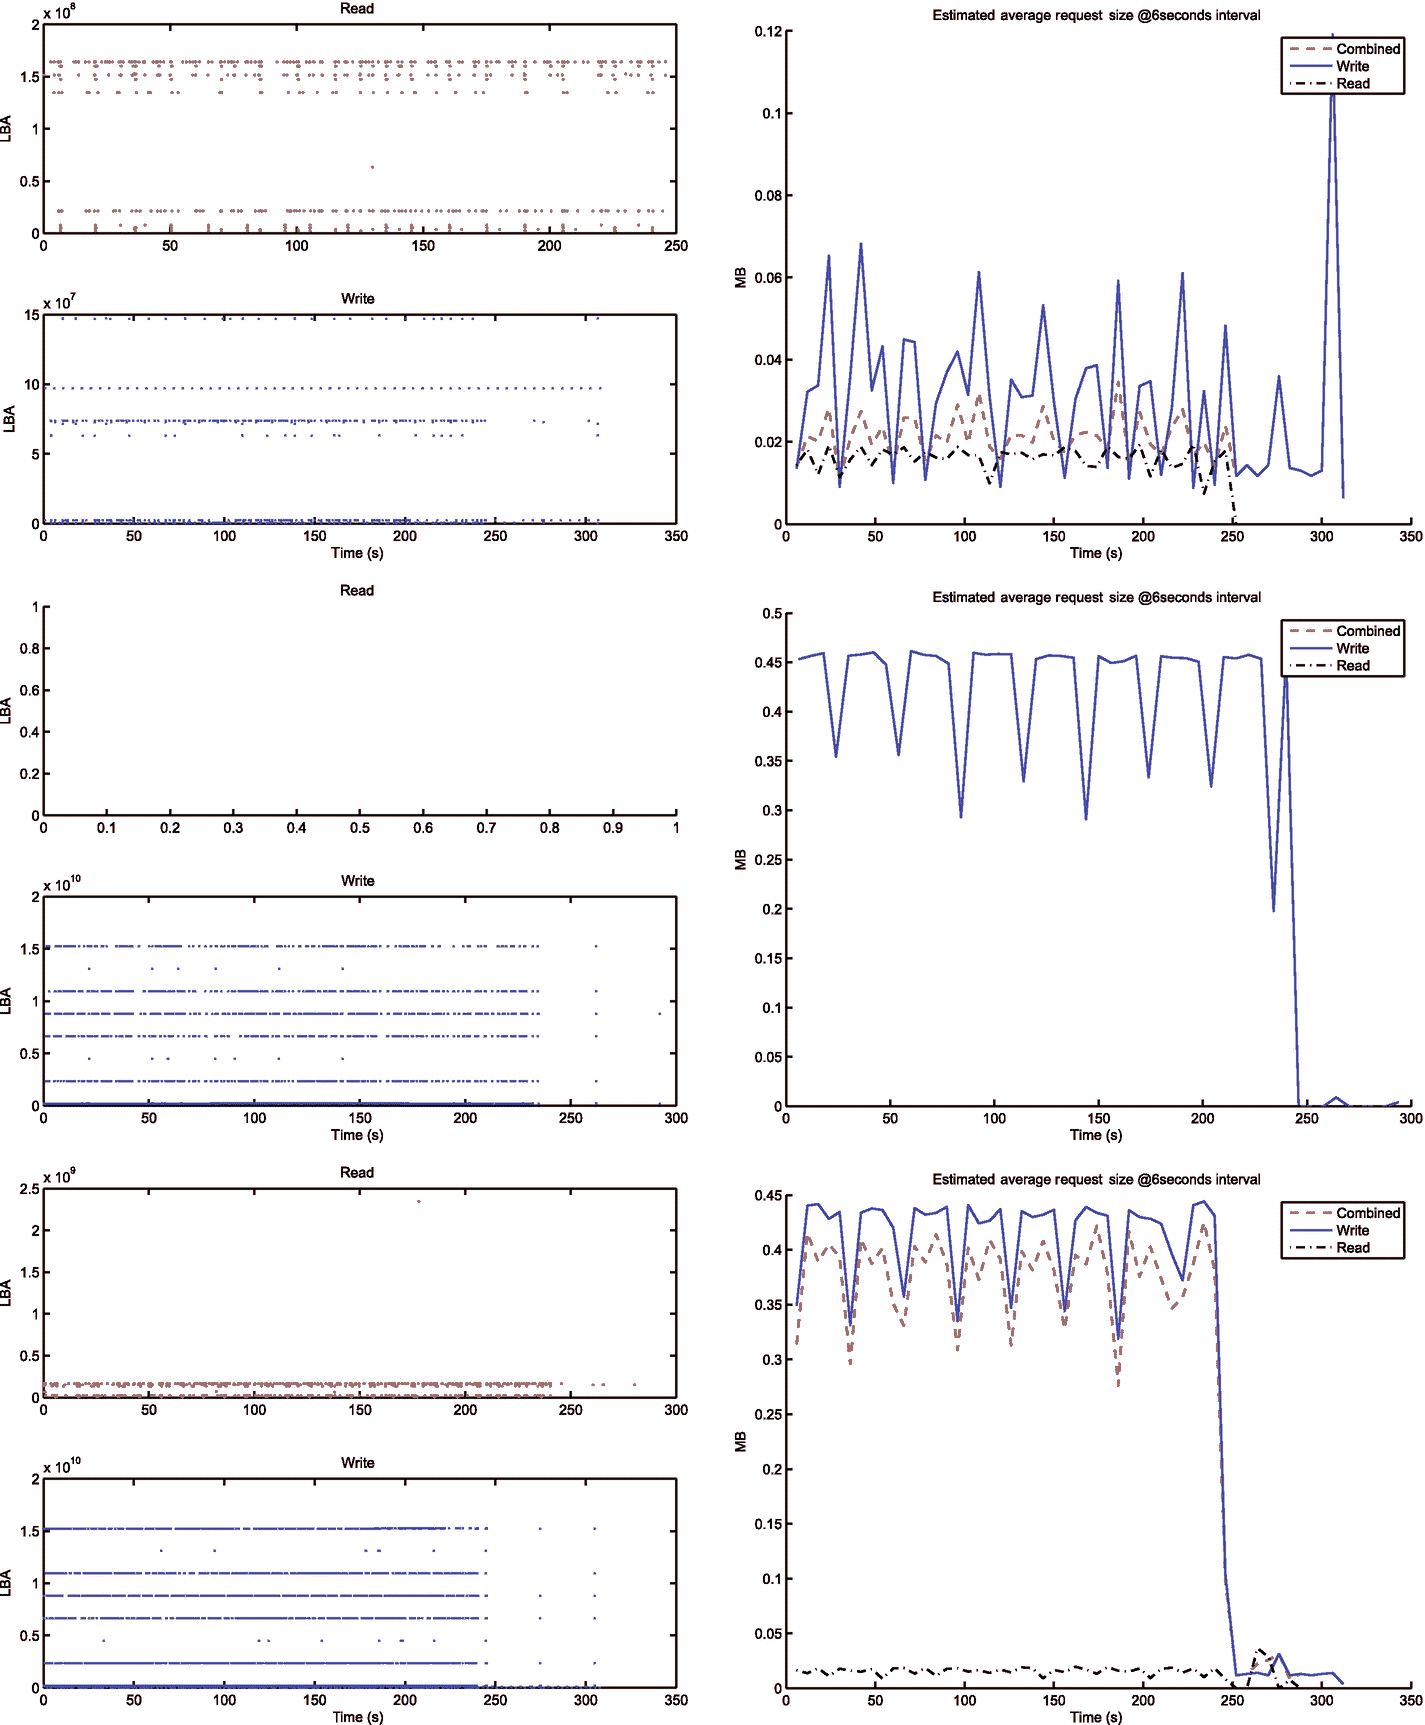 Read
x 10^8
2
1.5
1
0.5
0
LBA
0 50 100 150 200 250
Write
x 10^7
15
10
5
0
LBA
0 50 100 150 200 250 300 350
Time (s)
Estimated average request size @6seconds interval
0.12
0.1
0.08
0.06
0.04
0.02
0
MB
Combined
Write
Read
0 50 100 150 200 250 300 350
Time (s)
Read
1
0.8
0.6
0.4
0.2
0
LBA
0 0.1 0.2 0.3 0.4 0.5 0.6 0.7 0.8 0.9 1
Write
x 10^10
2
1.5
1
0.5
0
LBA
0 50 100 150 200 250 300
Time (s)
Estimated average request size @6seconds interval
0.5
0.45
0.4
0.35
0.3
0.25
0.2
0.15
0.1
0.05
0
MB
Combined
Write
Read
0 50 100 150 200 250 300
Time (s)
Read
x 10^9
2.5
2
1.5
1
0.5
0
LBA
0 50 100 150 200 250 300
Write
x 10^10
2
1.5
1
0.5
0
LBA
0 50 100 150 200 250 300 350
Time (s)
Estimated average request size @6seconds interval
0.45
0.4
0.35
0.3
0.25
0.2
0.15
0.1
0.05
0
MB
Combined
Write
Read
0 50 100 150 200 250 300 350
Time (s)